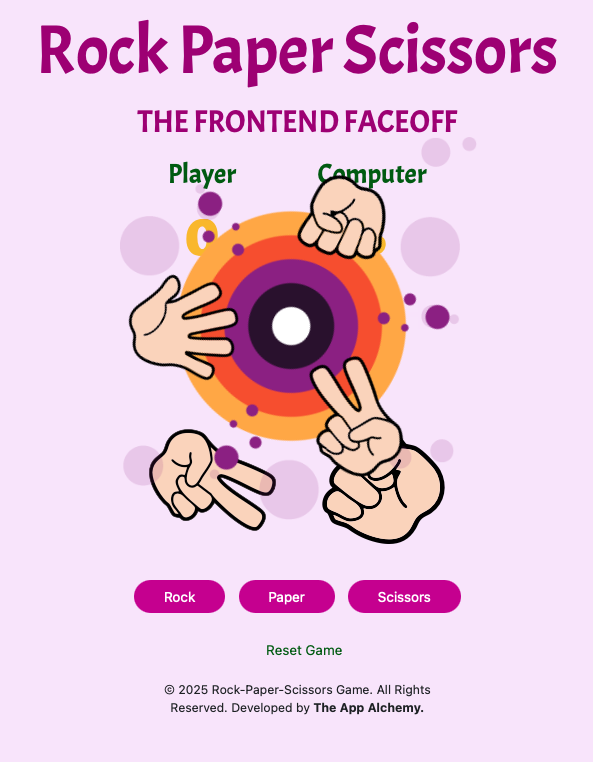 Rock Paper Scissors
THE FRONTEND FACEOFF
Player Computer
0
Rock Paper Scissors
Reset Game
© 2025 Rock-Paper-Scissors Game. All Rights
Reserved. Developed by The App Alchemy.